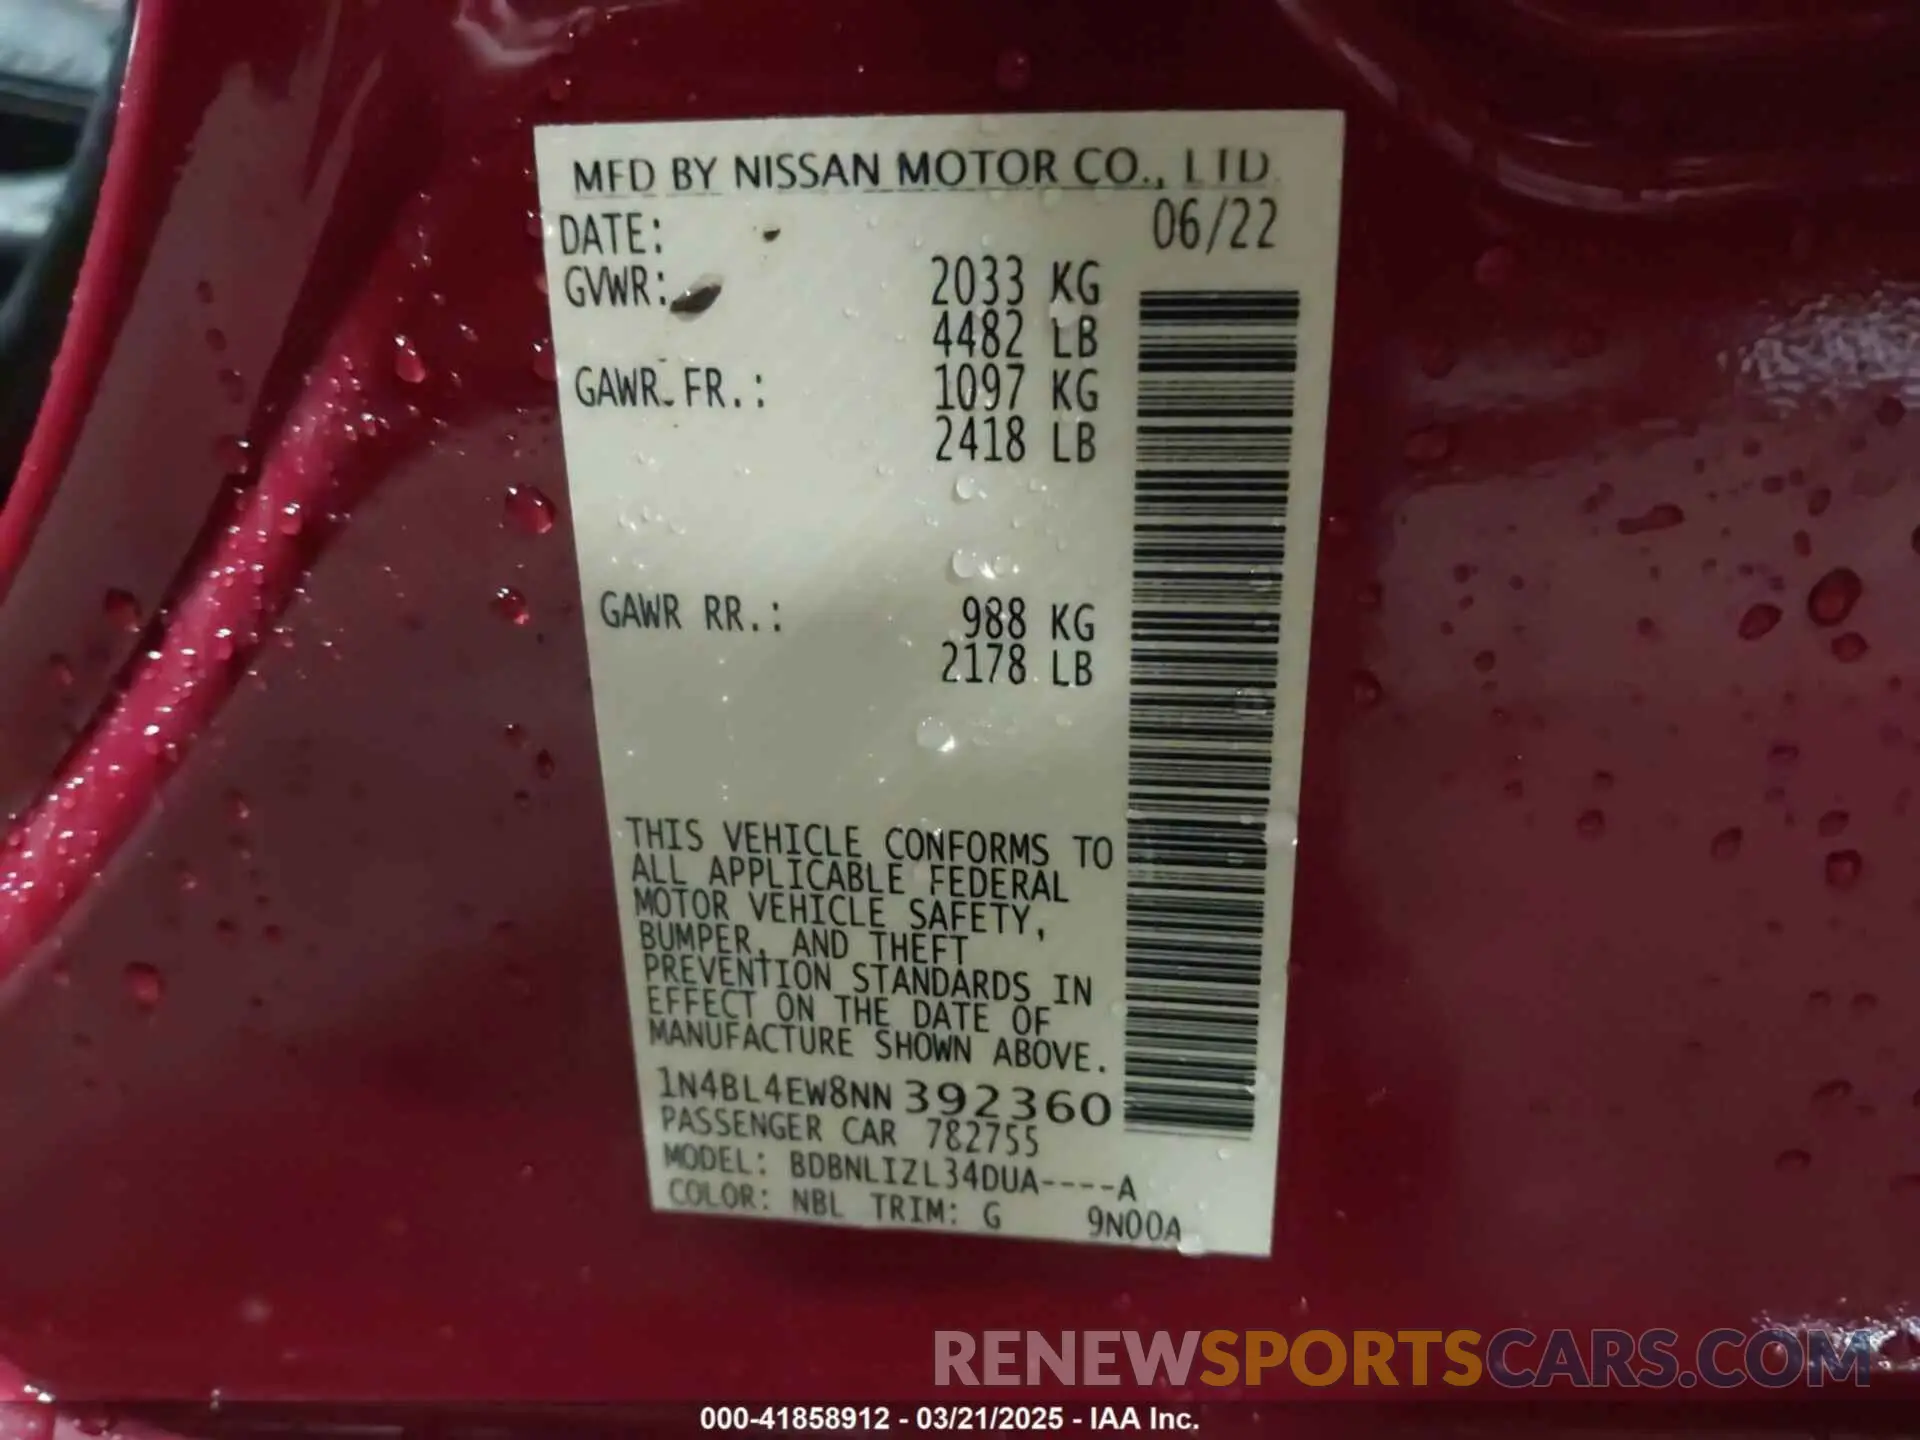 MFD BY NISSAN MOTOR CO., LTD.
DATE: 06/22
GVWR: 2033 KG
4482 LB
GAWR FR.: 1097 KG
2418 LB
GAWR RR.: 988 KG
2178 LB
THIS VEHICLE CONFORMS TO
ALL APPLICABLE FEDERAL
MOTOR VEHICLE SAFETY,
BUMPER, AND THEFT
PREVENTION STANDARDS IN
EFFECT ON THE DATE OF
MANUFACTURE SHOWN ABOVE.
1N4BL4EW8NN392360
PASSENGER CAR 782755
MODEL: BDBNLIZL34DUA----A
COLOR: NBL TRIM: G 9N00A
RENEWSPORTSCARS.COM
000-41858912 - 03/21/2025 - IAA Inc.